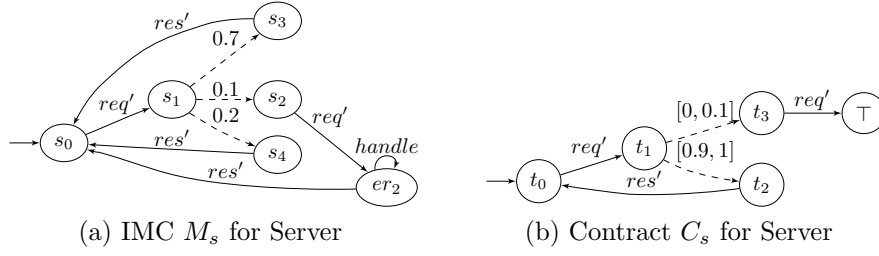 res′
s₃
0.7
req′
s₁
0.1
s₂
0.2
req′
s₀
res′
s₄
handle
res′
er₂
(a) IMC Mₛ for Server
[0, 0.1]
t₃
req′
⊤
req′
t₁
[0.9, 1]
t₀
res′
t₂
(b) Contract Cₛ for Server